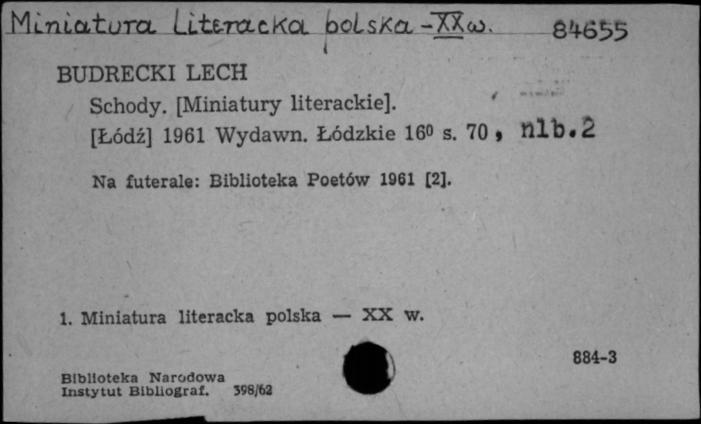 Miniatura Literacka polska - XX w. 84655
BUDRECKI LECH
Schody. [Miniatury literackie].
[Łódź] 1961 Wydawn. Łódzkie 16⁰ s. 70, nlb.2
Na futerale: Biblioteka Poetów 1961 [2].
1. Miniatura literacka polska — XX w.
884-3
Biblioteka Narodowa
Instytut Bibliograf. 398/62